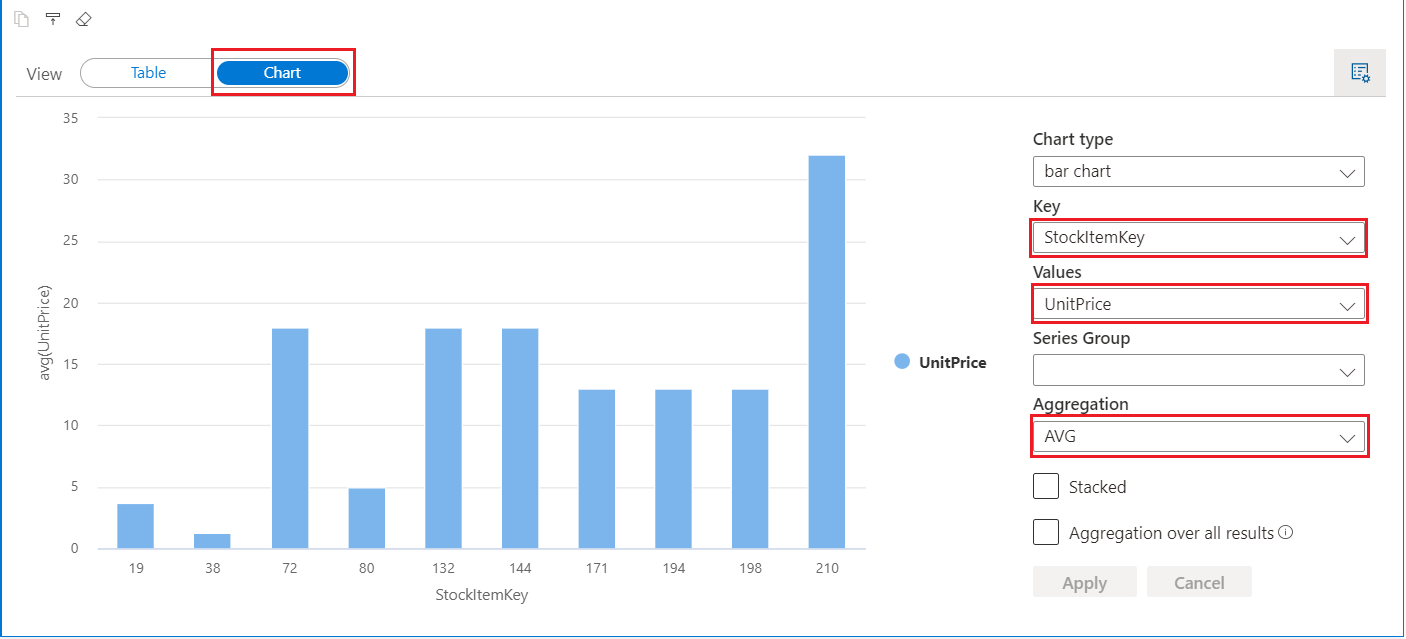 View
Table
Chart
35
30
25
20
15
10
5
0
avg(UnitPrice)
19 38 72 80 132 144 171 194 198 210
StockItemKey
UnitPrice
Chart type
bar chart
Key
StockItemKey
Values
UnitPrice
Series Group
Aggregation
AVG
Stacked
Aggregation over all results
Apply
Cancel